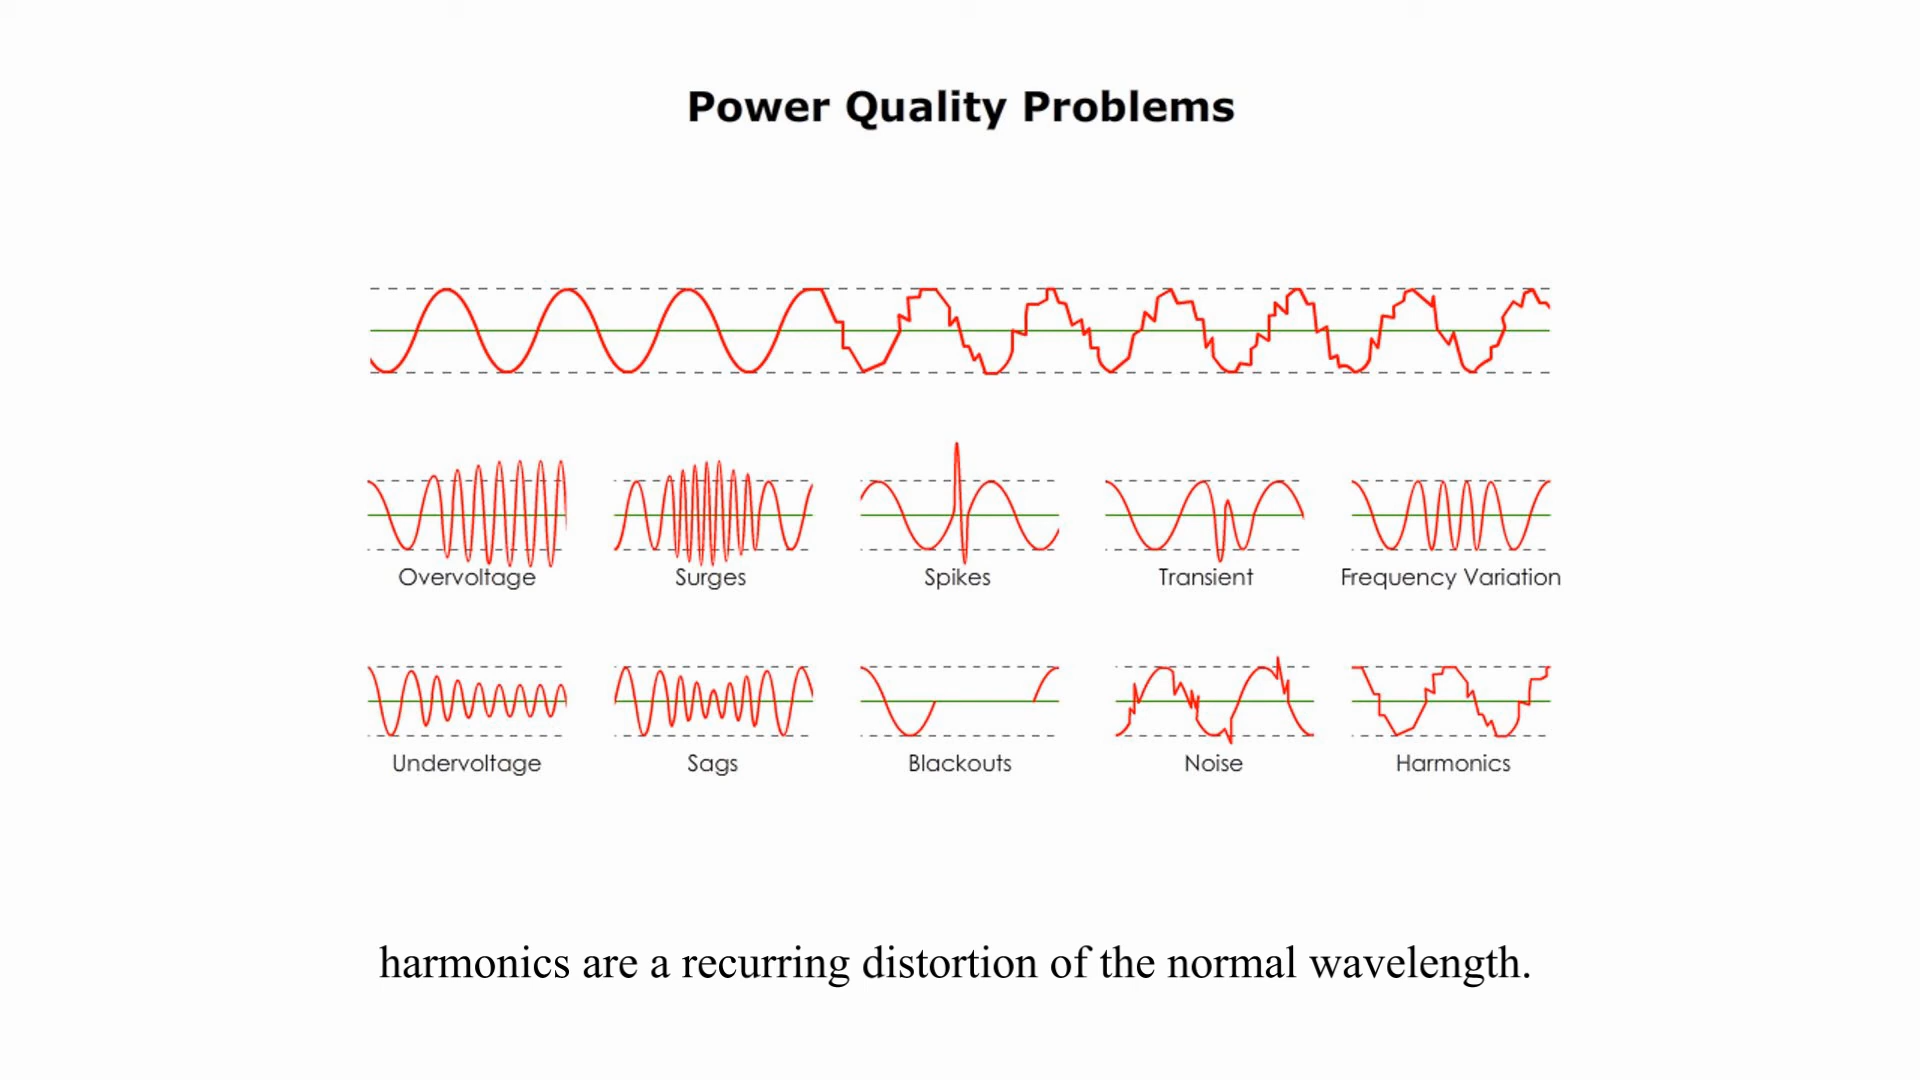 Power Quality Problems
Overvoltage Surges Spikes Transient Frequency Variation
Undervoltage Sags Blackouts Noise Harmonics
harmonics are a recurring distortion of the normal wavelength.